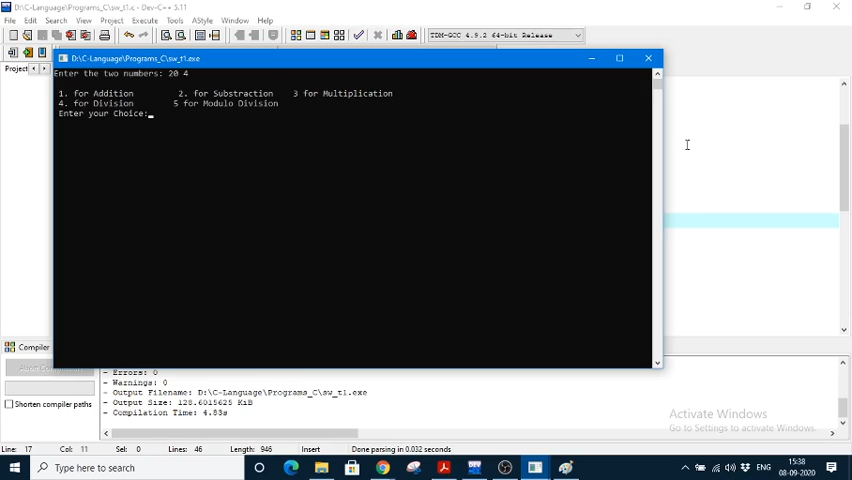 D:\C-Language\Programs_C\sw_t1.c - Dev-C++ 5.11
File Edit Search View Project Execute Tools AStyle Window Help
TDM-GCC 4.9.2 64-bit Release
D:\C-Language\Programs_C\sw_t1.exe
Project
Enter the two numbers: 20 4
1. for Addition 2. for Substraction 3 for Multiplication
4. for Division 5 for Modulo Division
Enter your Choice:
Compiler
- Errors: 0
- Warnings: 0
- Output Filename: D:\C-Language\Programs_C\sw_t1.exe
- Output Size: 128.6015625 KiB
- Compilation Time: 4.83s
Shorten compiler paths
Activate Windows
Go to Settings to activate Windows.
Line: 17 Col: 11 Sel: 0 Lines: 46 Length: 946 Insert Done parsing in 0.032 seconds
Type here to search
ENG
15:38
08-09-2020